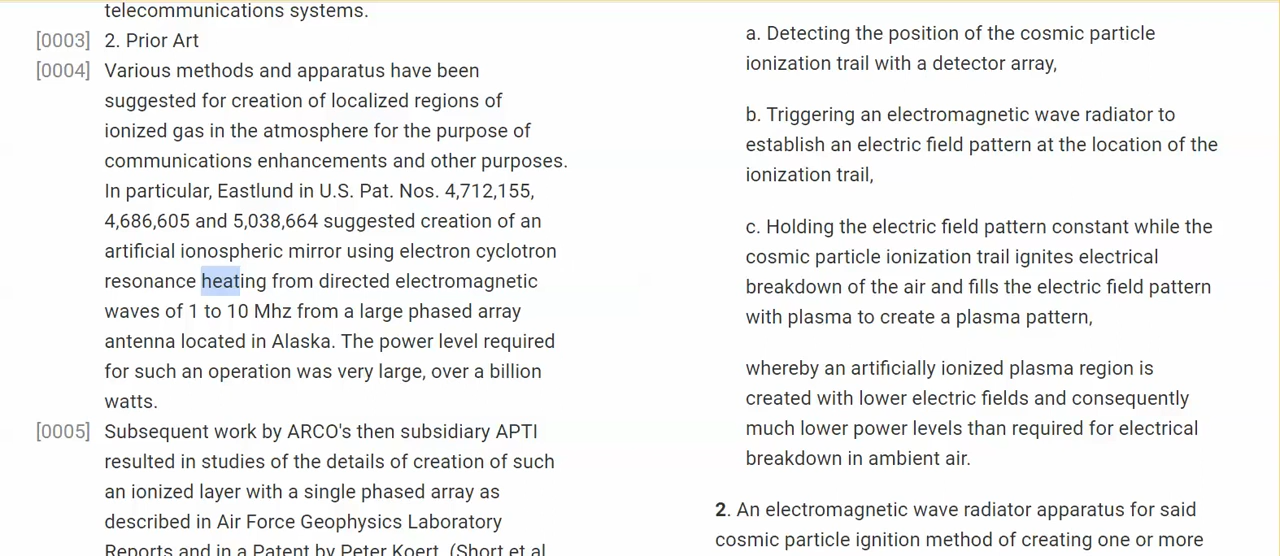 telecommunications systems.
[0003] 2. Prior Art
[0004] Various methods and apparatus have been
suggested for creation of localized regions of
ionized gas in the atmosphere for the purpose of
communications enhancements and other purposes.
In particular, Eastlund in U.S. Pat. Nos. 4,712,155,
4,686,605 and 5,038,664 suggested creation of an
artificial ionospheric mirror using electron cyclotron
resonance heating from directed electromagnetic
waves of 1 to 10 Mhz from a large phased array
antenna located in Alaska. The power level required
for such an operation was very large, over a billion
watts.
[0005] Subsequent work by ARCO's then subsidiary APTI
resulted in studies of the details of creation of such
an ionized layer with a single phased array as
described in Air Force Geophysics Laboratory
Reports and in a Patent by Peter Koert. (Short et al
a. Detecting the position of the cosmic particle
ionization trail with a detector array,
b. Triggering an electromagnetic wave radiator to
establish an electric field pattern at the location of the
ionization trail,
c. Holding the electric field pattern constant while the
cosmic particle ionization trail ignites electrical
breakdown of the air and fills the electric field pattern
with plasma to create a plasma pattern,
whereby an artificially ionized plasma region is
created with lower electric fields and consequently
much lower power levels than required for electrical
breakdown in ambient air.
2. An electromagnetic wave radiator apparatus for said
cosmic particle ignition method of creating one or more